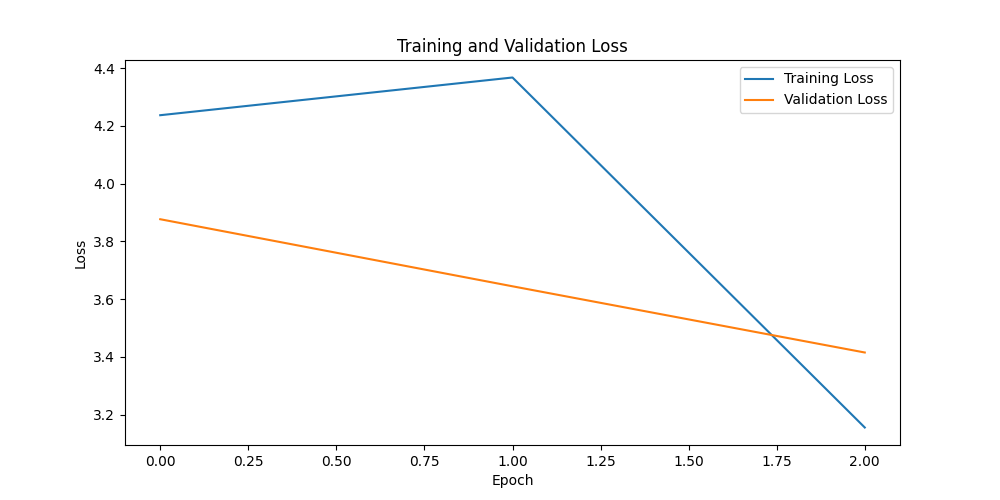 Training and Validation Loss
4.4
4.2
4.0
3.8
3.6
3.4
3.2
Loss
Training Loss
Validation Loss
0.00 0.25 0.50 0.75 1.00 1.25 1.50 1.75 2.00
Epoch